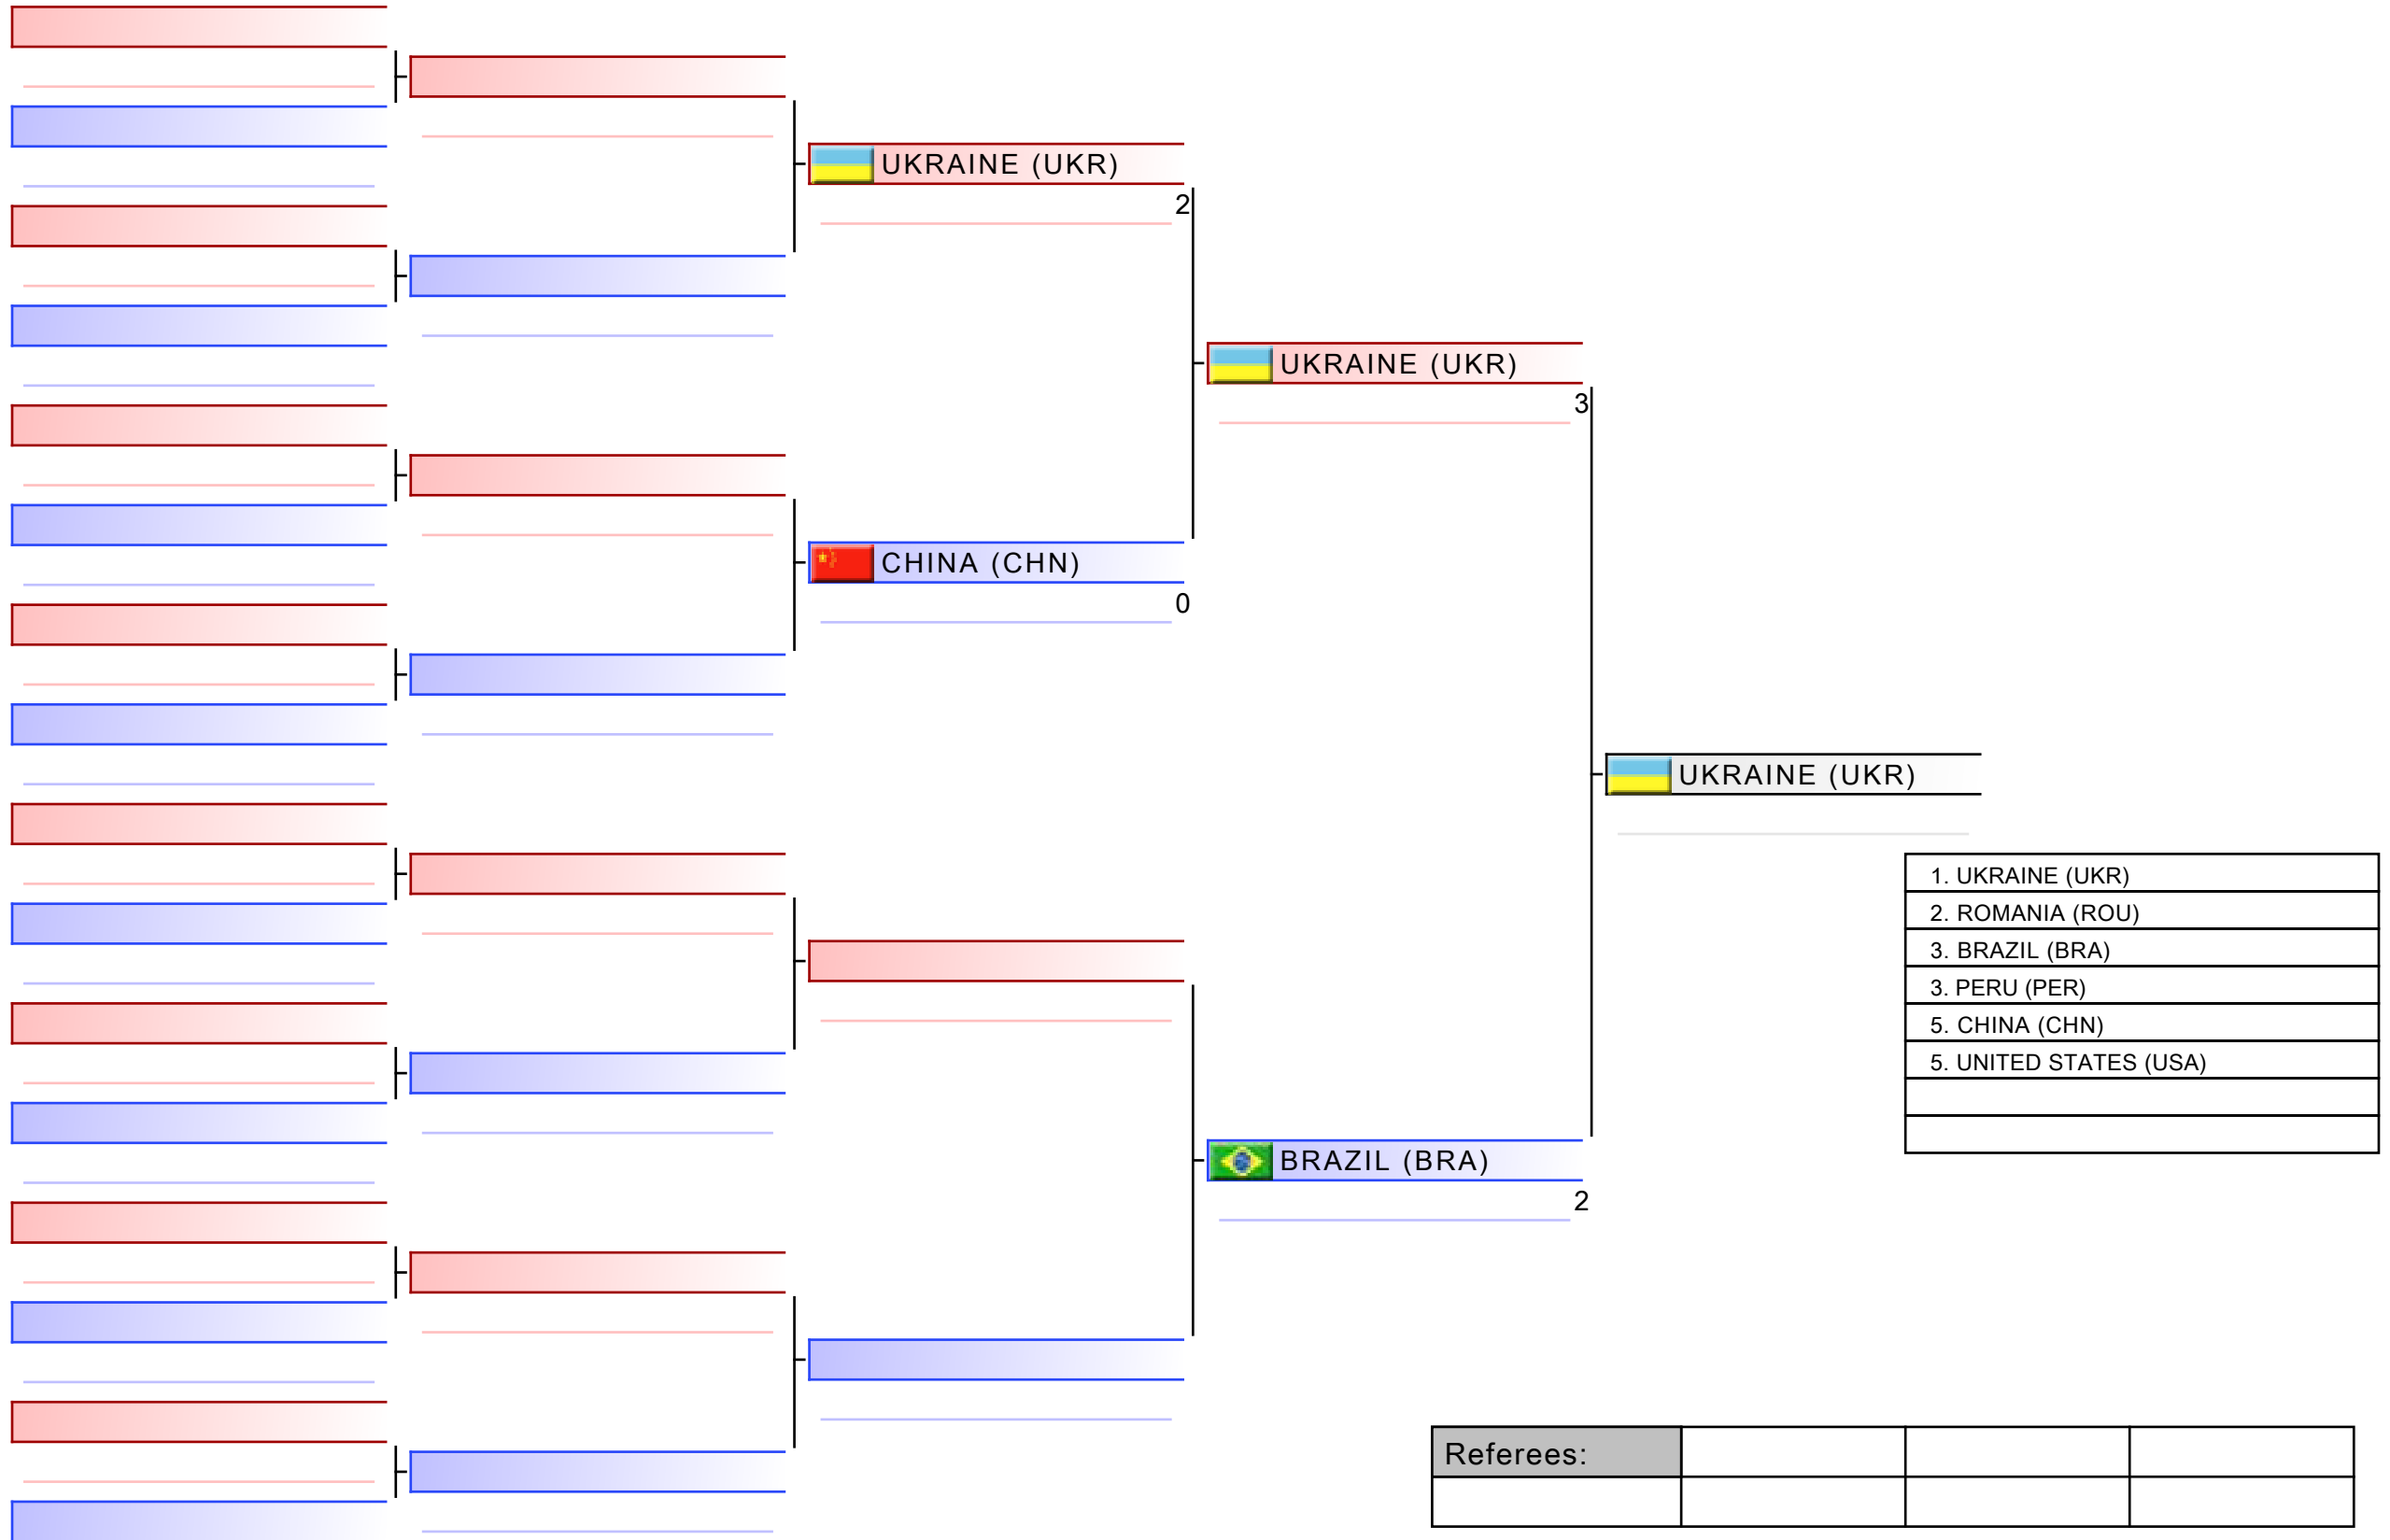 UKRAINE (UKR)
2
UKRAINE (UKR)
3
CHINA (CHN)
0
UKRAINE (UKR)
1. UKRAINE (UKR)
2. ROMANIA (ROU)
3. BRAZIL (BRA)
3. PERU (PER)
5. CHINA (CHN)
5. UNITED STATES (USA)
BRAZIL (BRA)
2
Referees: